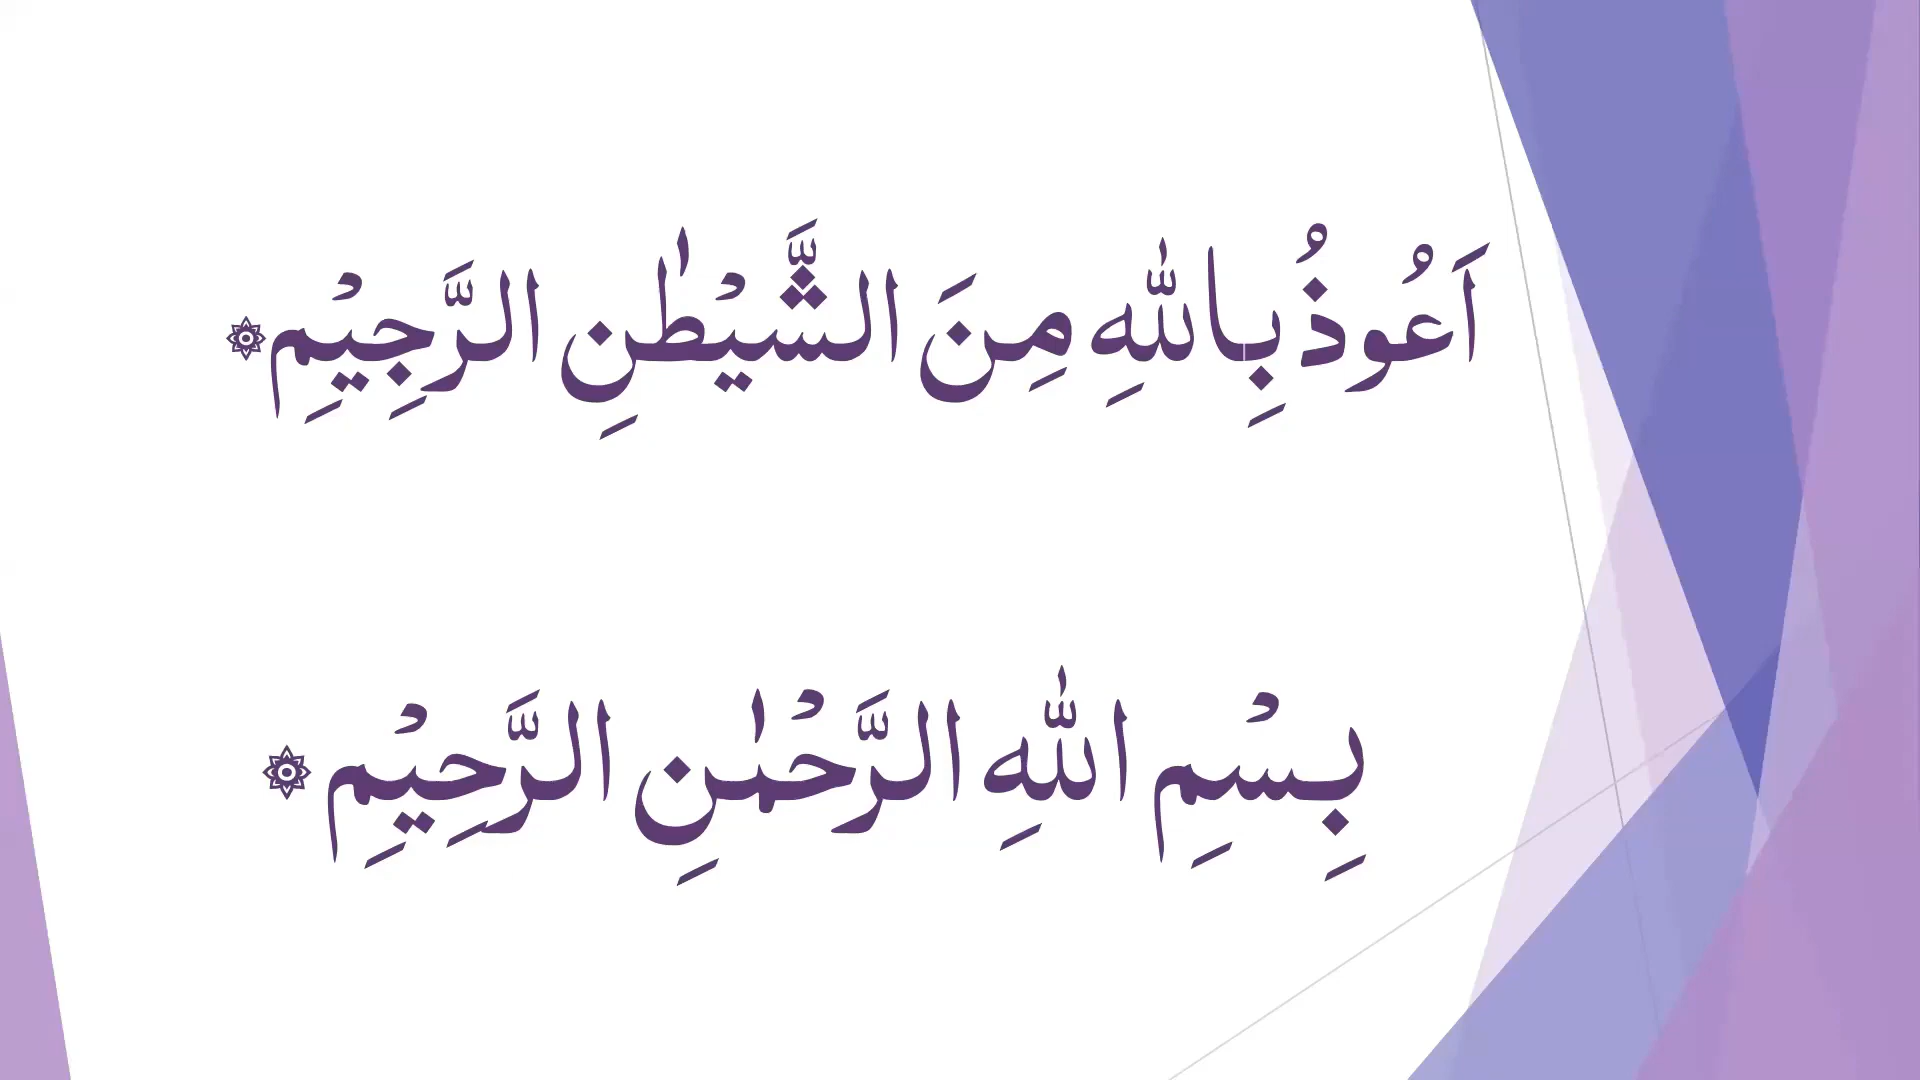 اَعُوذُ بِاللّٰهِ مِنَ الشَّيْطٰنِ الرَّجِيْمِ۞
بِسْمِ اللّٰهِ الرَّحْمٰنِ الرَّحِيْمِ۞